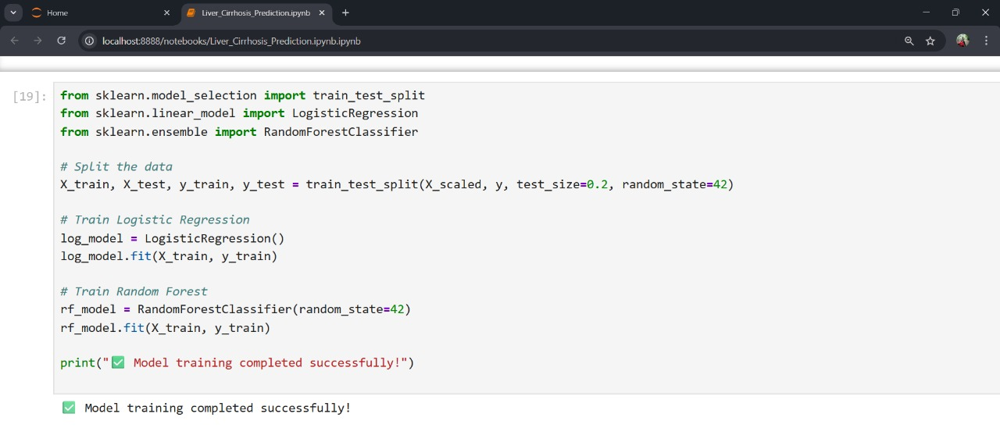 Home
Liver_Cirrhosis_Prediction.ipynb
localhost:8888/notebooks/Liver_Cirrhosis_Prediction.ipynb.ipynb
[19]:
from sklearn.model_selection import train_test_split
from sklearn.linear_model import LogisticRegression
from sklearn.ensemble import RandomForestClassifier
# Split the data
X_train, X_test, y_train, y_test = train_test_split(X_scaled, y, test_size=0.2, random_state=42)
# Train Logistic Regression
log_model = LogisticRegression()
log_model.fit(X_train, y_train)
# Train Random Forest
rf_model = RandomForestClassifier(random_state=42)
rf_model.fit(X_train, y_train)
print("✅ Model training completed successfully!")
✅ Model training completed successfully!